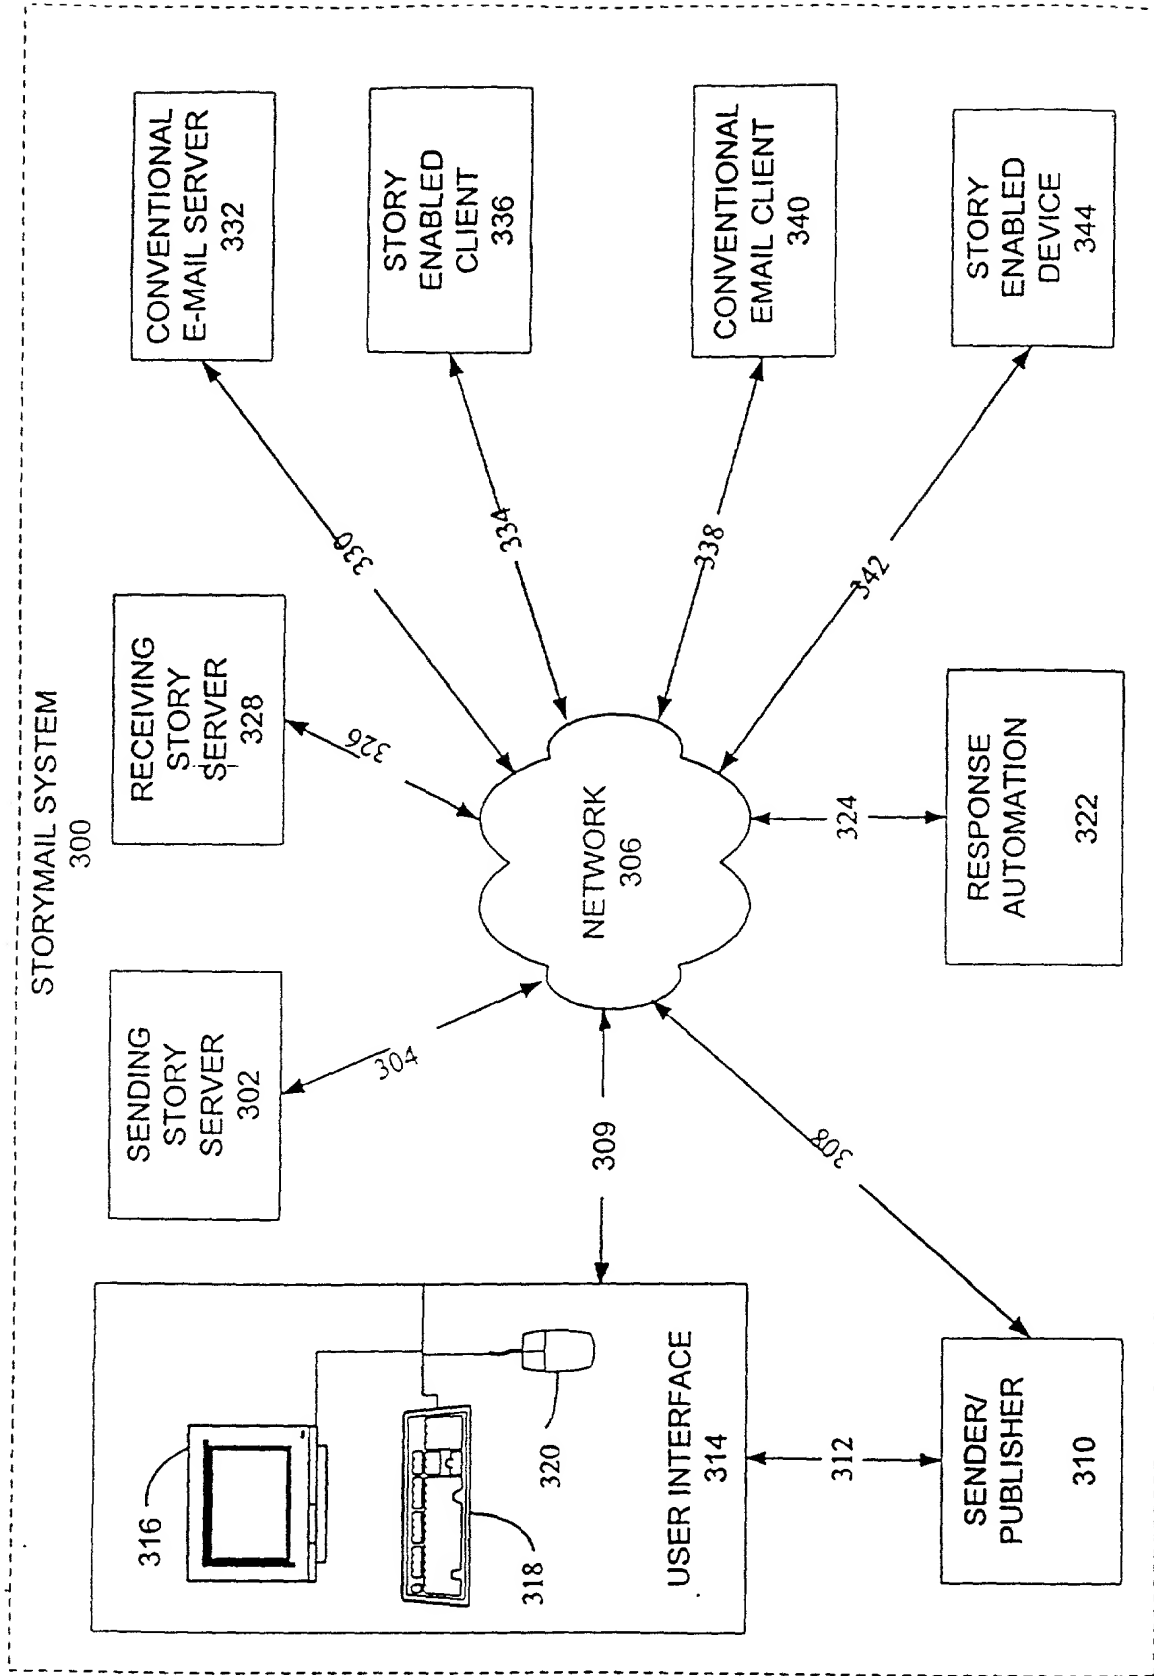 STORYMAIL SYSTEM
300
SENDING
STORY
SERVER
302
RECEIVING
STORY
SERVER
328
CONVENTIONAL
E-MAIL SERVER
332
STORY
ENABLED
CLIENT
336
CONVENTIONAL
EMAIL CLIENT
340
STORY
ENABLED
DEVICE
344
304
326
330
334
338
342
NETWORK
306
309
308
324
316
318
320
USER INTERFACE
314
312
SENDER/
PUBLISHER
310
RESPONSE
AUTOMATION
322